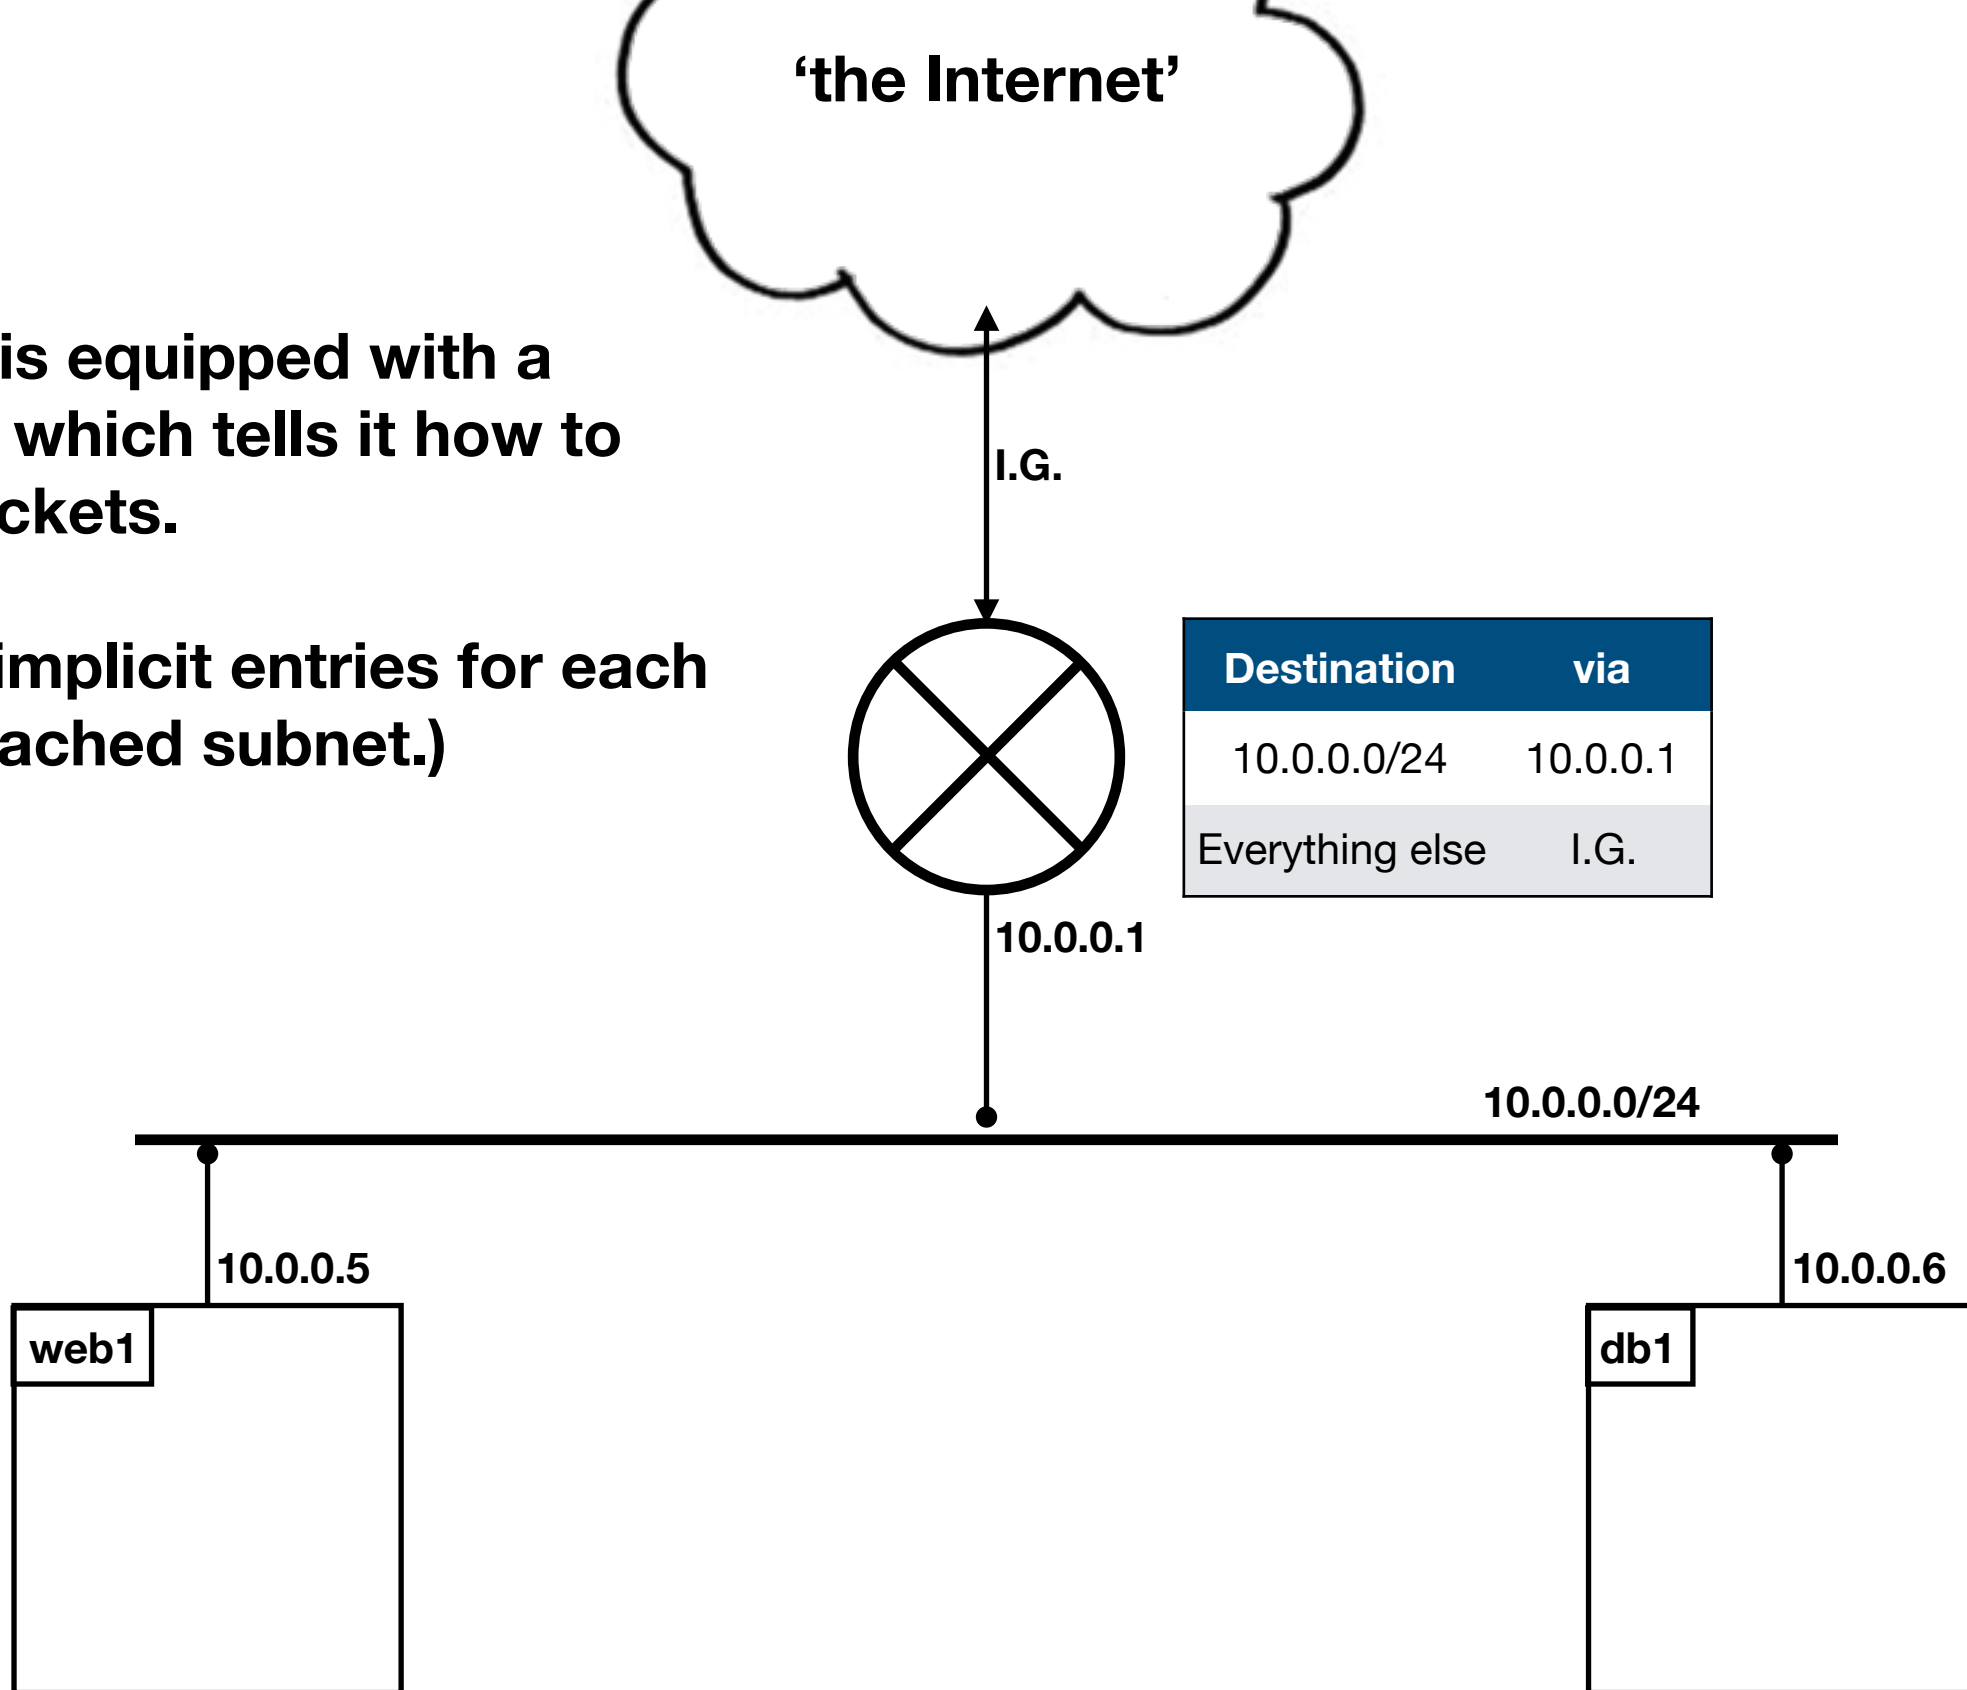 ‘the Internet’
is equipped with a
which tells it how to
ckets.
implicit entries for each
ached subnet.)
I.G.
Destination via
10.0.0.0/24 10.0.0.1
Everything else I.G.
10.0.0.1
10.0.0.0/24
10.0.0.5
10.0.0.6
web1
db1